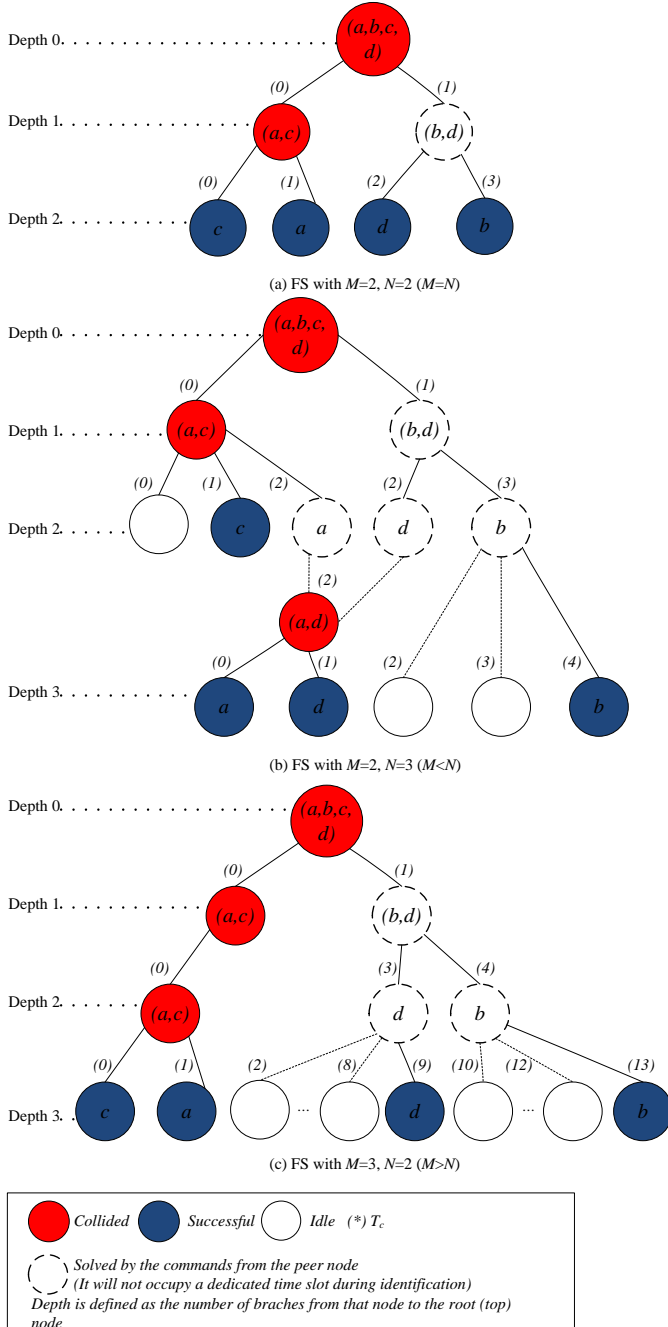 (a,b,c,
d)
Depth 0. . . . . . . . . . . . . . . . . . . . . . .
(0)
(1)
Depth 1. . . . . . . . . . . . . . . .
(a,c)
(b,d)
(0)
(1)
(2)
(3)
Depth 2. . . . . . . . . . .
c
a
d
b
(a) FS with M=2, N=2 (M=N)
Depth 0. . . . . . . . . . . . . . . . .
(a,b,c,
d)
(0)
(1)
Depth 1. . . . . . . . . .
(a,c)
(b,d)
(0)
(1)
(2)
(2)
(3)
Depth 2. . . . . .
c
a
d
b
(2)
(a,d)
(0)
(1)
(2)
(3)
(4)
Depth 3. . . . . . . . . . .
a
d
b
(b) FS with M=2, N=3 (M<N)
Depth 0. . . . . . . . . . . . . . . . . . .
(a,b,c,
d)
(0)
(1)
Depth 1. . . . . . . . . . . .
(a,c)
(b,d)
(0)
(3)
(4)
Depth 2. . . . . . . .
(a,c)
d
b
(0)
(1)
(2)
(8)
(9)
(10)
(12)
(13)
Depth 3. .
c
a
...
d
...
b
(c) FS with M=3, N=2 (M>N)
Collided Successful Idle (*) Tc
Solved by the commands from the peer node
(It will not occupy a dedicated time slot during identification)
Depth is defined as the number of braches from that node to the root (top)
node